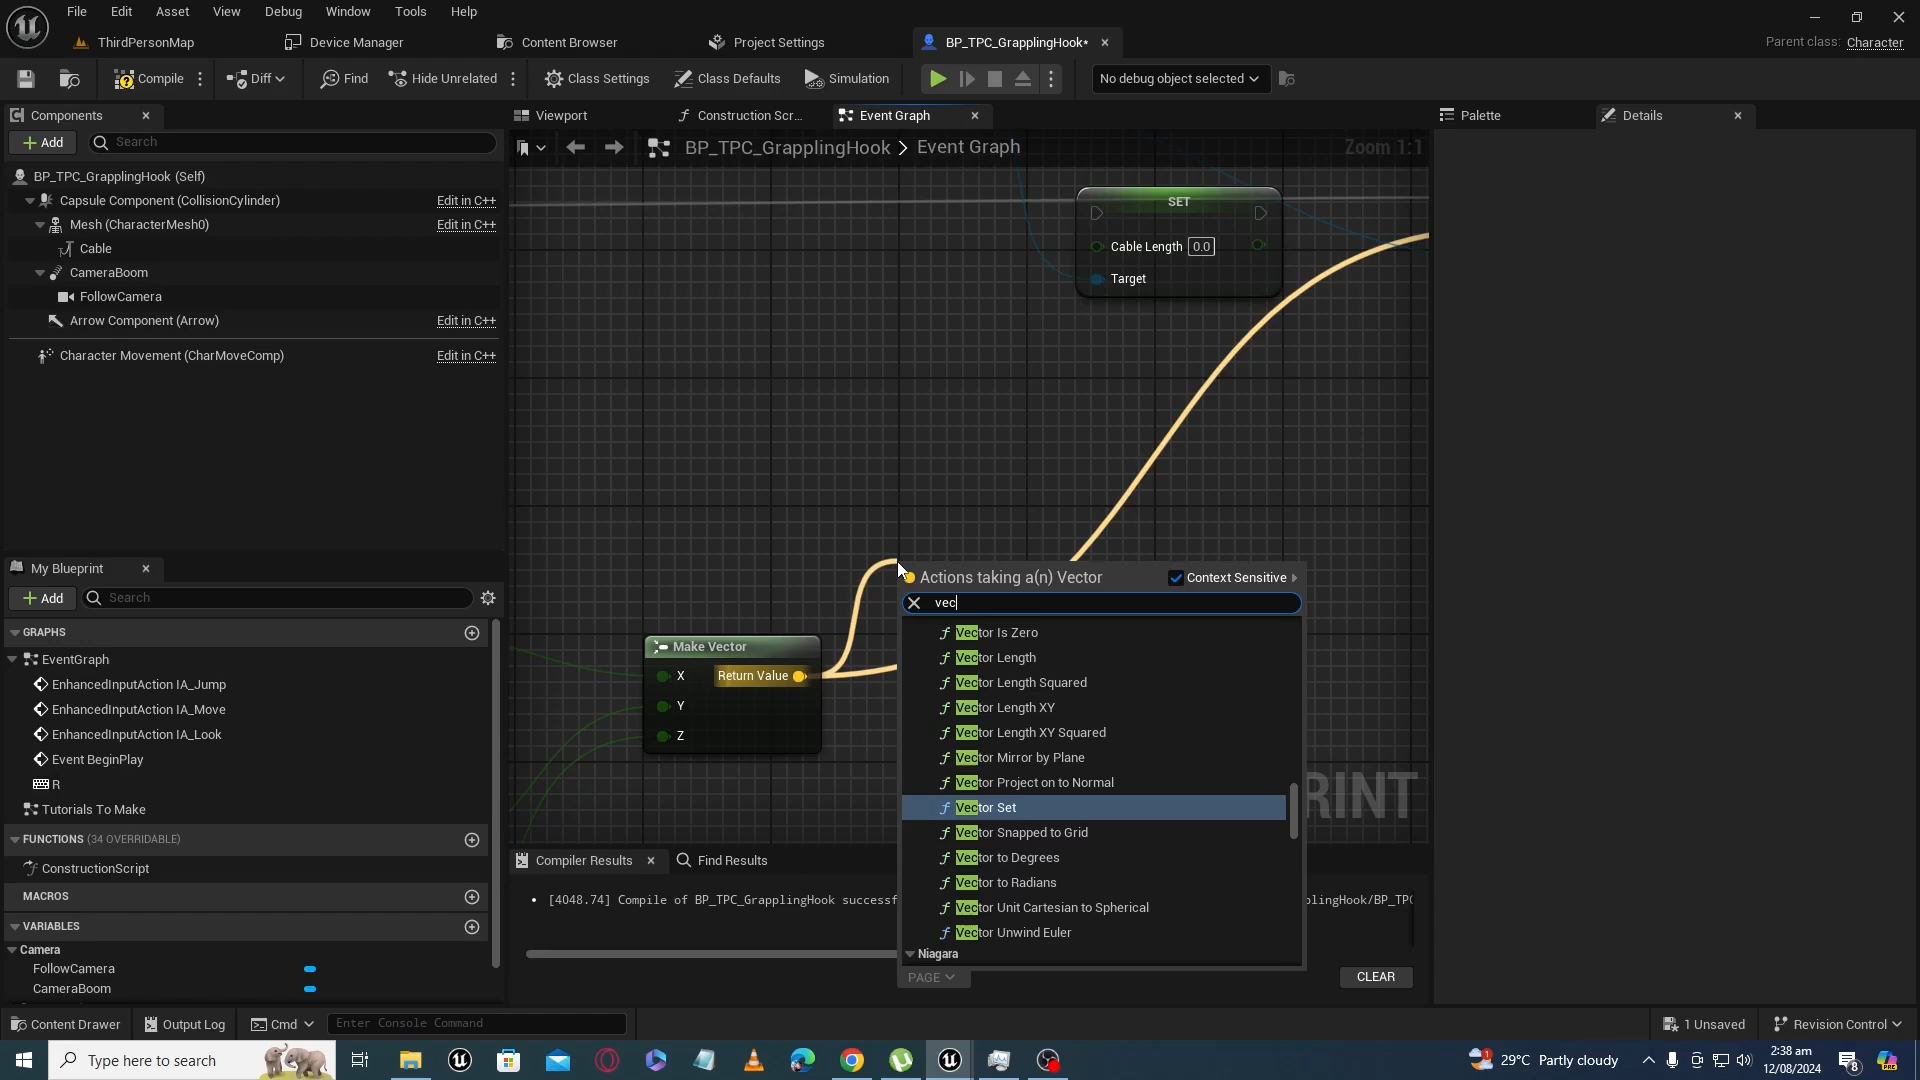 File Edit Asset View Debug Window Tools Help
ThirdPersonMap Device Manager Content Browser Project Settings BP_TPC_GrapplingHook* Parent class: Character
Compile Diff Find Hide Unrelated Class Settings Class Defaults Simulation No debug object selected
Components Viewport Construction Scr... Event Graph Palette Details
Add Search
BP_TPC_GrapplingHook > Event Graph Zoom 1:1
BP_TPC_GrapplingHook (Self)
Capsule Component (CollisionCylinder) Edit in C++
Mesh (CharacterMesh0) Edit in C++
Cable
CameraBoom
FollowCamera
Arrow Component (Arrow) Edit in C++
Character Movement (CharMoveComp) Edit in C++
SET
Cable Length 0.0
Target
Make Vector
X Return Value
Y
Z
Actions taking a(n) Vector Context Sensitive
vec
Vector Is Zero
Vector Length
Vector Length Squared
Vector Length XY
Vector Length XY Squared
Vector Mirror by Plane
Vector Project on to Normal
Vector Set
Vector Snapped to Grid
Vector to Degrees
Vector to Radians
Vector Unit Cartesian to Spherical
Vector Unwind Euler
Niagara
RINT
My Blueprint
Add Search
GRAPHS
EventGraph
EnhancedInputAction IA_Jump
EnhancedInputAction IA_Move
EnhancedInputAction IA_Look
Event BeginPlay
R
Tutorials To Make
FUNCTIONS (34 OVERRIDABLE)
ConstructionScript
MACROS
VARIABLES
Camera
FollowCamera
CameraBoom
Compiler Results Find Results
[4048.74] Compile of BP_TPC_GrapplingHook successf plingHook/BP_TPC
PAGE CLEAR
Content Drawer Output Log Cmd Enter Console Command 1 Unsaved Revision Control
Type here to search 29°C Partly cloudy 2:38 am
12/08/2024 8